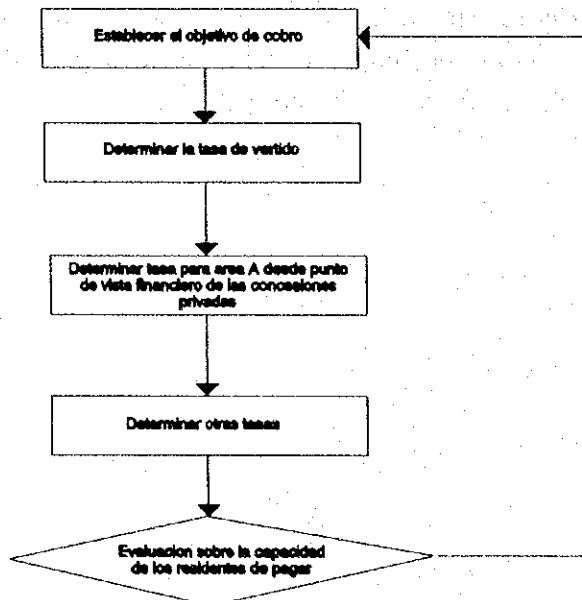 Establecer el objetivo de cobro
Determinar la tasa de vertido
Determinar tasa para area A desde punto
de vista financiero de las concesiones
privadas
Determinar otras tasas
Evaluacion sobre la capacidad
de los residentes de pagar